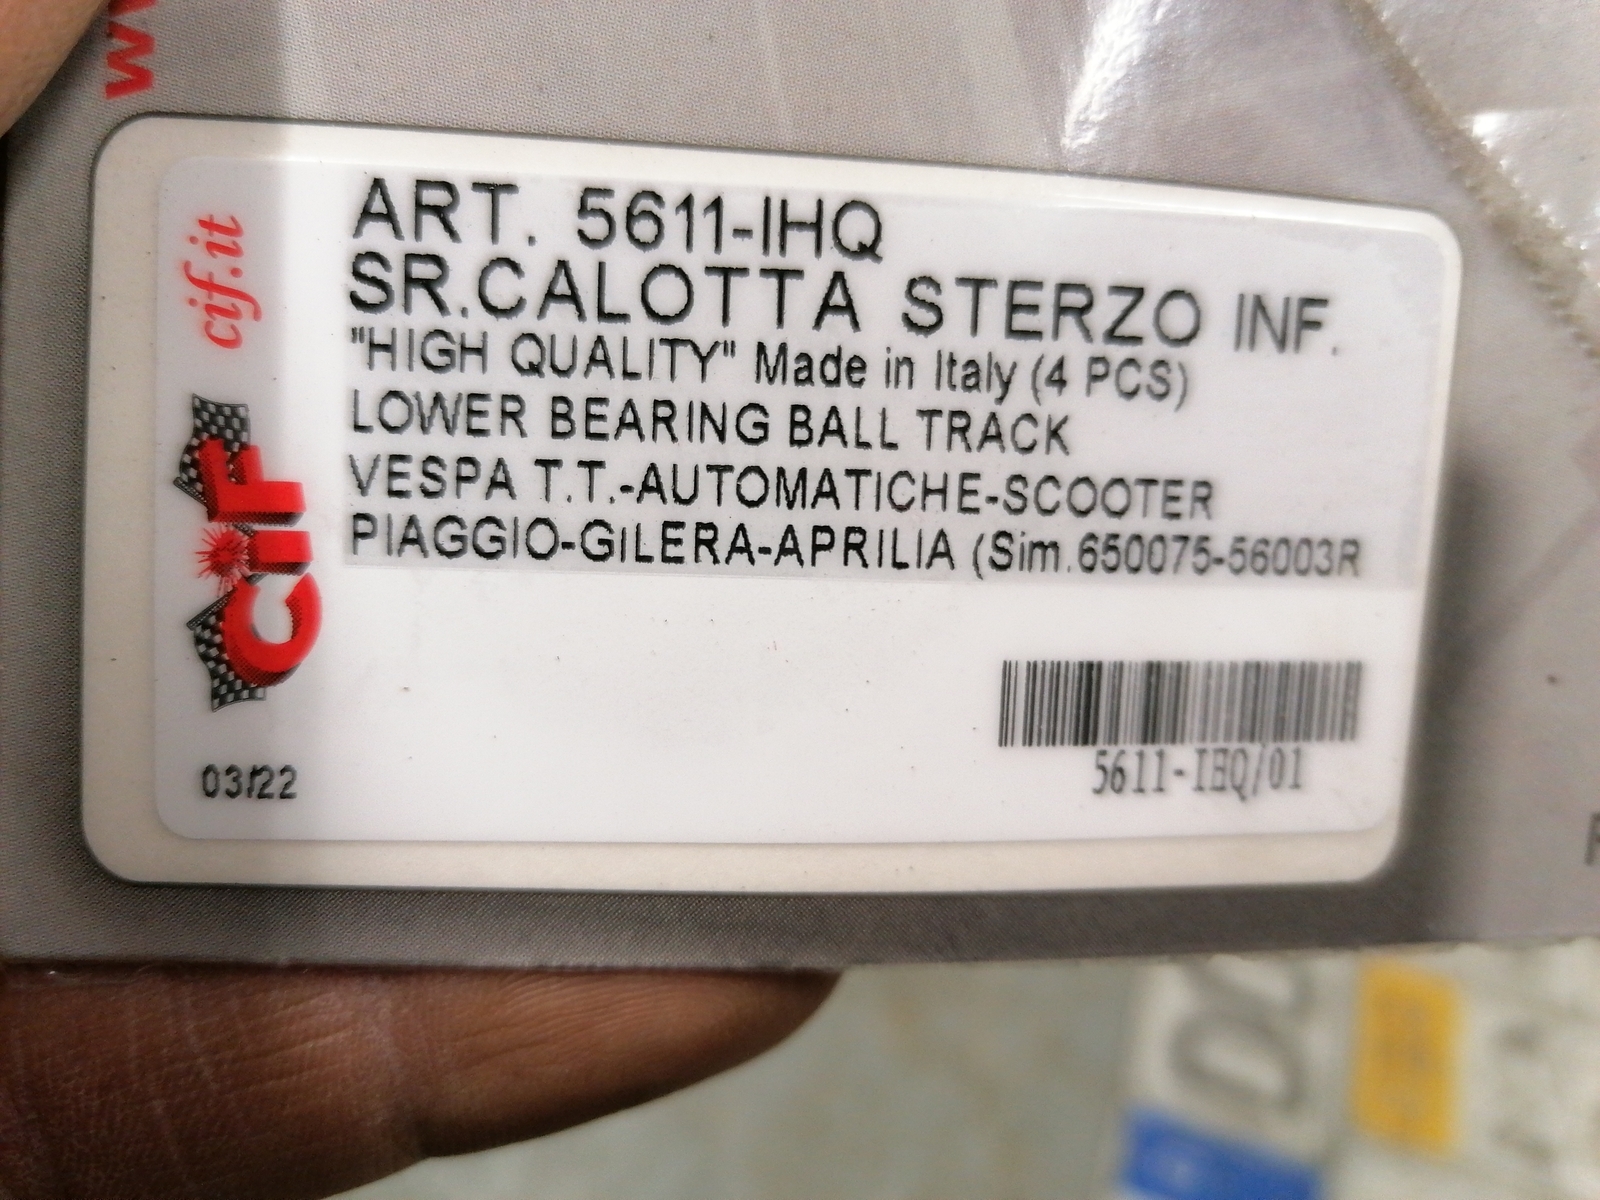 ART. 5611-IHQ
SR.CALOTTA STERZO INF.
"HIGH QUALITY" Made in Italy (4 PCS)
LOWER BEARING BALL TRACK
VESPA T.T.-AUTOMATICHE-SCOOTER
PIAGGIO-GiLERA-APRILIA (Sim.650075-56003R
cif.it
CiF
03/22
5611-IHQ/01